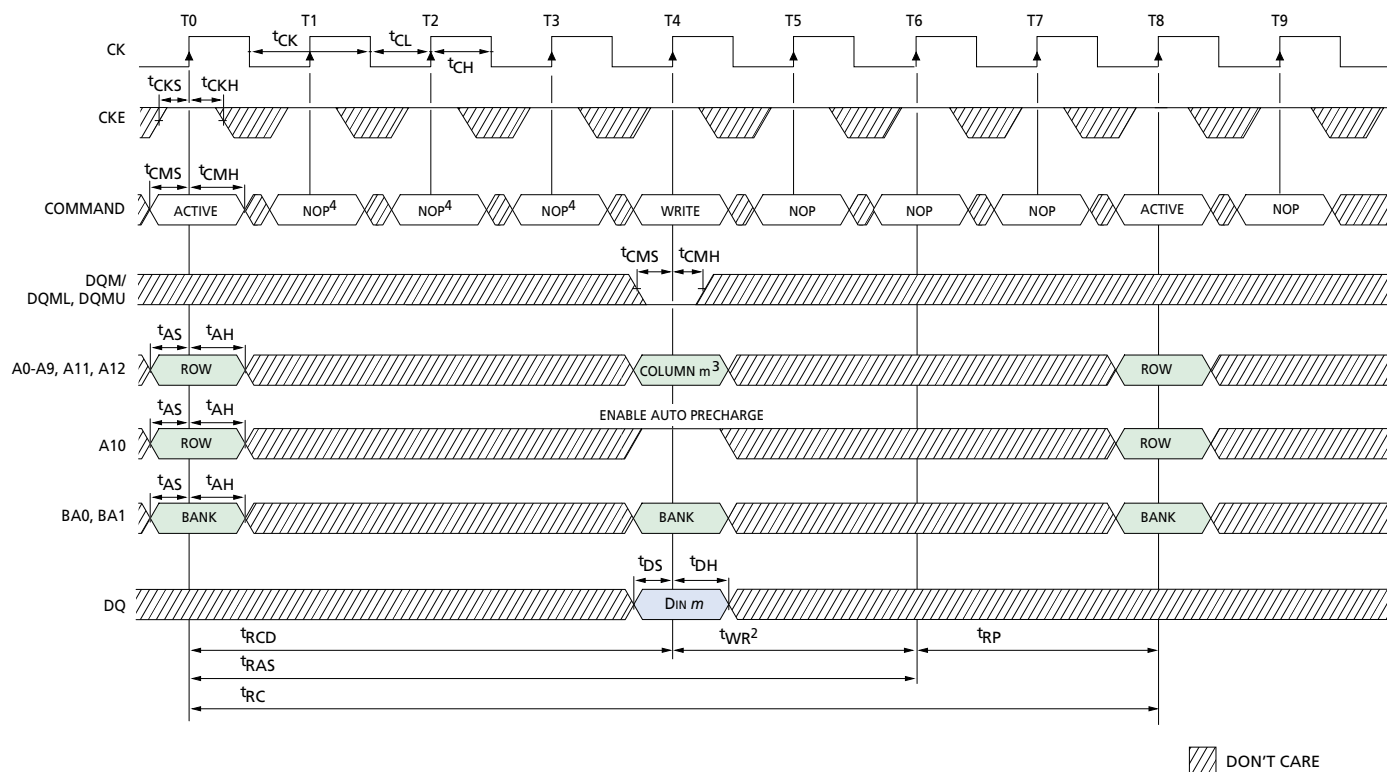 T0 T1 T2 T3 T4 T5 T6 T7 T8 T9
CK tCK tCL tCH
tCKS tCKH
CKE
tCMS tCMH
COMMAND ACTIVE NOP4 NOP4 NOP4 WRITE NOP NOP NOP ACTIVE NOP
tCMS tCMH
DQM/
DQML, DQMU
tAS tAH
A0-A9, A11, A12 ROW COLUMN m3 ROW
tAS tAH ENABLE AUTO PRECHARGE
A10 ROW ROW
tAS tAH
BA0, BA1 BANK BANK BANK
tDS tDH
DQ DIN m
tRCD tWR2 tRP
tRAS
tRC
DON'T CARE